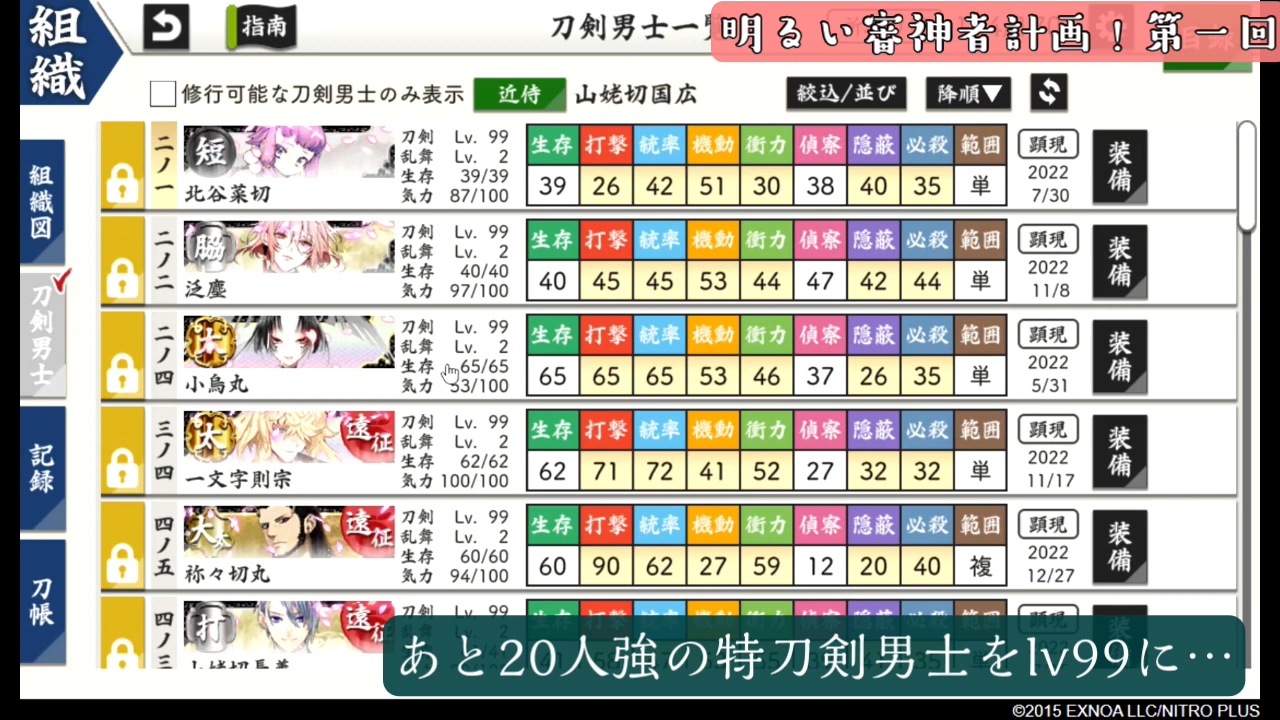 組織
指南
刀剣男士一
明るい審神者計画！第一回
修行可能な刀剣男士のみ表示
近侍 山姥切国広
絞込/並び
降順▼
組織図
刀剣男士
記録
刀帳
二ノ一
短
北谷菜切
刀剣 Lv. 99
乱舞 Lv. 2
生存 39/39
気力 87/100
生存 打撃 統率 機動 衝力 偵察 隠蔽 必殺 範囲
39 26 42 51 30 38 40 35 単
顕現
2022
7/30
装備
二ノ二
脇
泛塵
刀剣 Lv. 99
乱舞 Lv. 2
生存 40/40
気力 97/100
生存 打撃 統率 機動 衝力 偵察 隠蔽 必殺 範囲
40 45 45 53 44 47 42 44 単
顕現
2022
11/8
装備
二ノ四
太
小烏丸
刀剣 Lv. 99
乱舞 Lv. 2
生存 65/65
気力 53/100
生存 打撃 統率 機動 衝力 偵察 隠蔽 必殺 範囲
65 65 65 53 46 37 26 35 単
顕現
2022
5/31
装備
三ノ四
太
遠征
一文字則宗
刀剣 Lv. 99
乱舞 Lv. 2
生存 62/62
気力 100/100
生存 打撃 統率 機動 衝力 偵察 隠蔽 必殺 範囲
62 71 72 41 52 27 32 32 単
顕現
2022
11/17
装備
四ノ五
大太
遠征
祢々切丸
刀剣 Lv. 99
乱舞 Lv. 2
生存 60/60
気力 94/100
生存 打撃 統率 機動 衝力 偵察 隠蔽 必殺 範囲
60 90 62 27 59 12 20 40 複
顕現
2022
12/27
装備
四ノ三
打
遠征
刀剣 Lv. 99
あと20人強の特刀剣男士をlv99に…
©2015 EXNOA LLC/NITRO PLUS